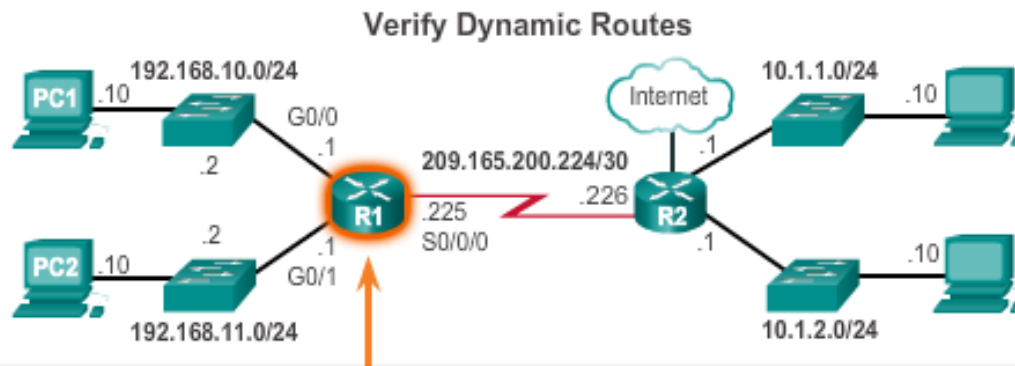 Verify Dynamic Routes
192.168.10.0/24
10.1.1.0/24
PC1
.10
G0/0
Internet
.10
.1
.1
.2
209.165.200.224/30
R1
.225
.226
R2
S0/0/0
.2
.1
.1
PC2
.10
G0/1
.10
192.168.11.0/24
10.1.2.0/24